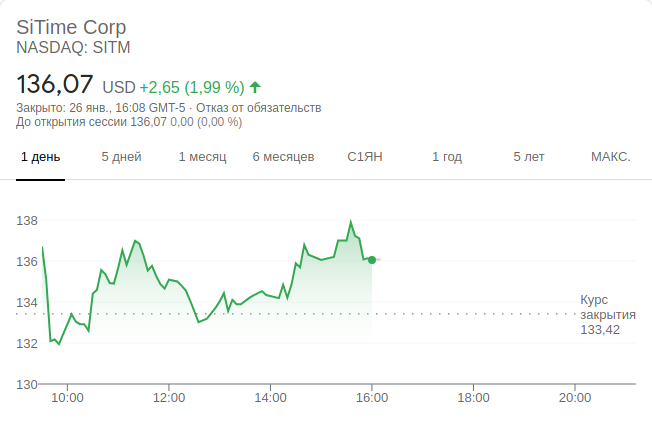 SiTime Corp
NASDAQ: SITM
136,07 USD +2,65 (1,99 %)
Закрыто: 26 янв., 16:08 GMT-5 · Отказ от обязательств
До открытия сессии 136,07 0,00 (0,00 %)
1 день 5 дней 1 месяц 6 месяцев С1ЯН 1 год 5 лет МАКС.
138
136
134
132
130
Курс
закрытия
133,42
10:00 12:00 14:00 16:00 18:00 20:00